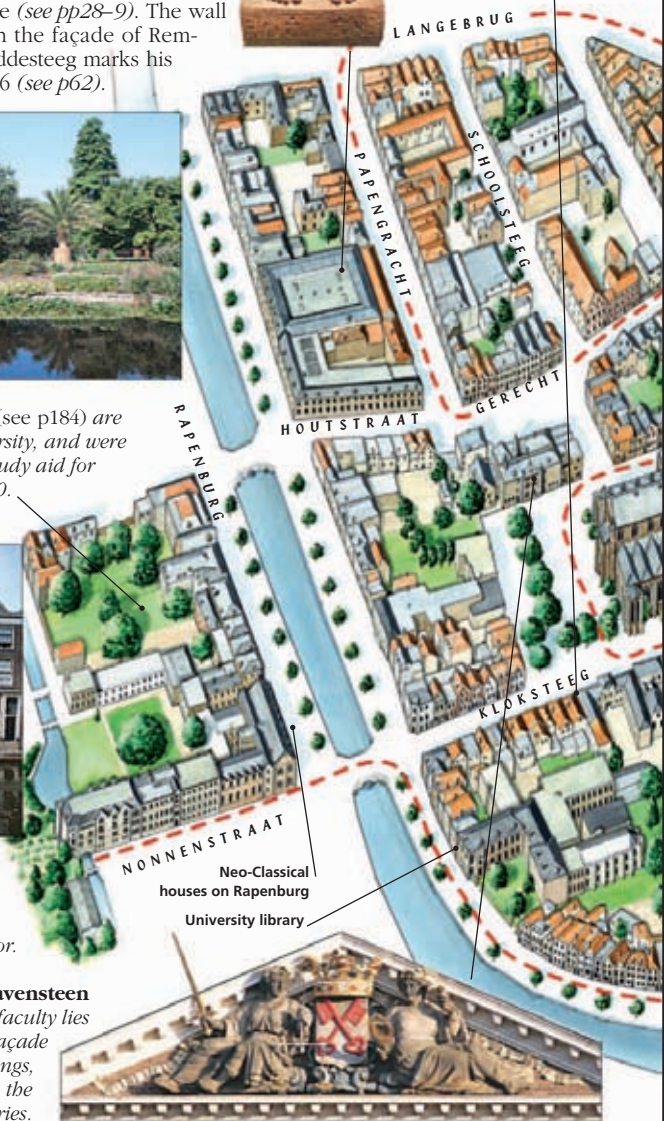 e (see pp28–9). The wall
n the façade of Rem-
ddesteeg marks his
6 (see p62).
LANGEBRUG
PAPENGRACHT
SCHOOLSTEEG
(see p184) are
rsity, and were
udy aid for
0.
RAPENBURG
HOUTSTRAAT
GERECHT
KLOKSTEEG
NONNENSTRAAT
Neo-Classical
houses on Rapenburg
University library
or.
avensteen
faculty lies
açade
ngs,
the
ries.